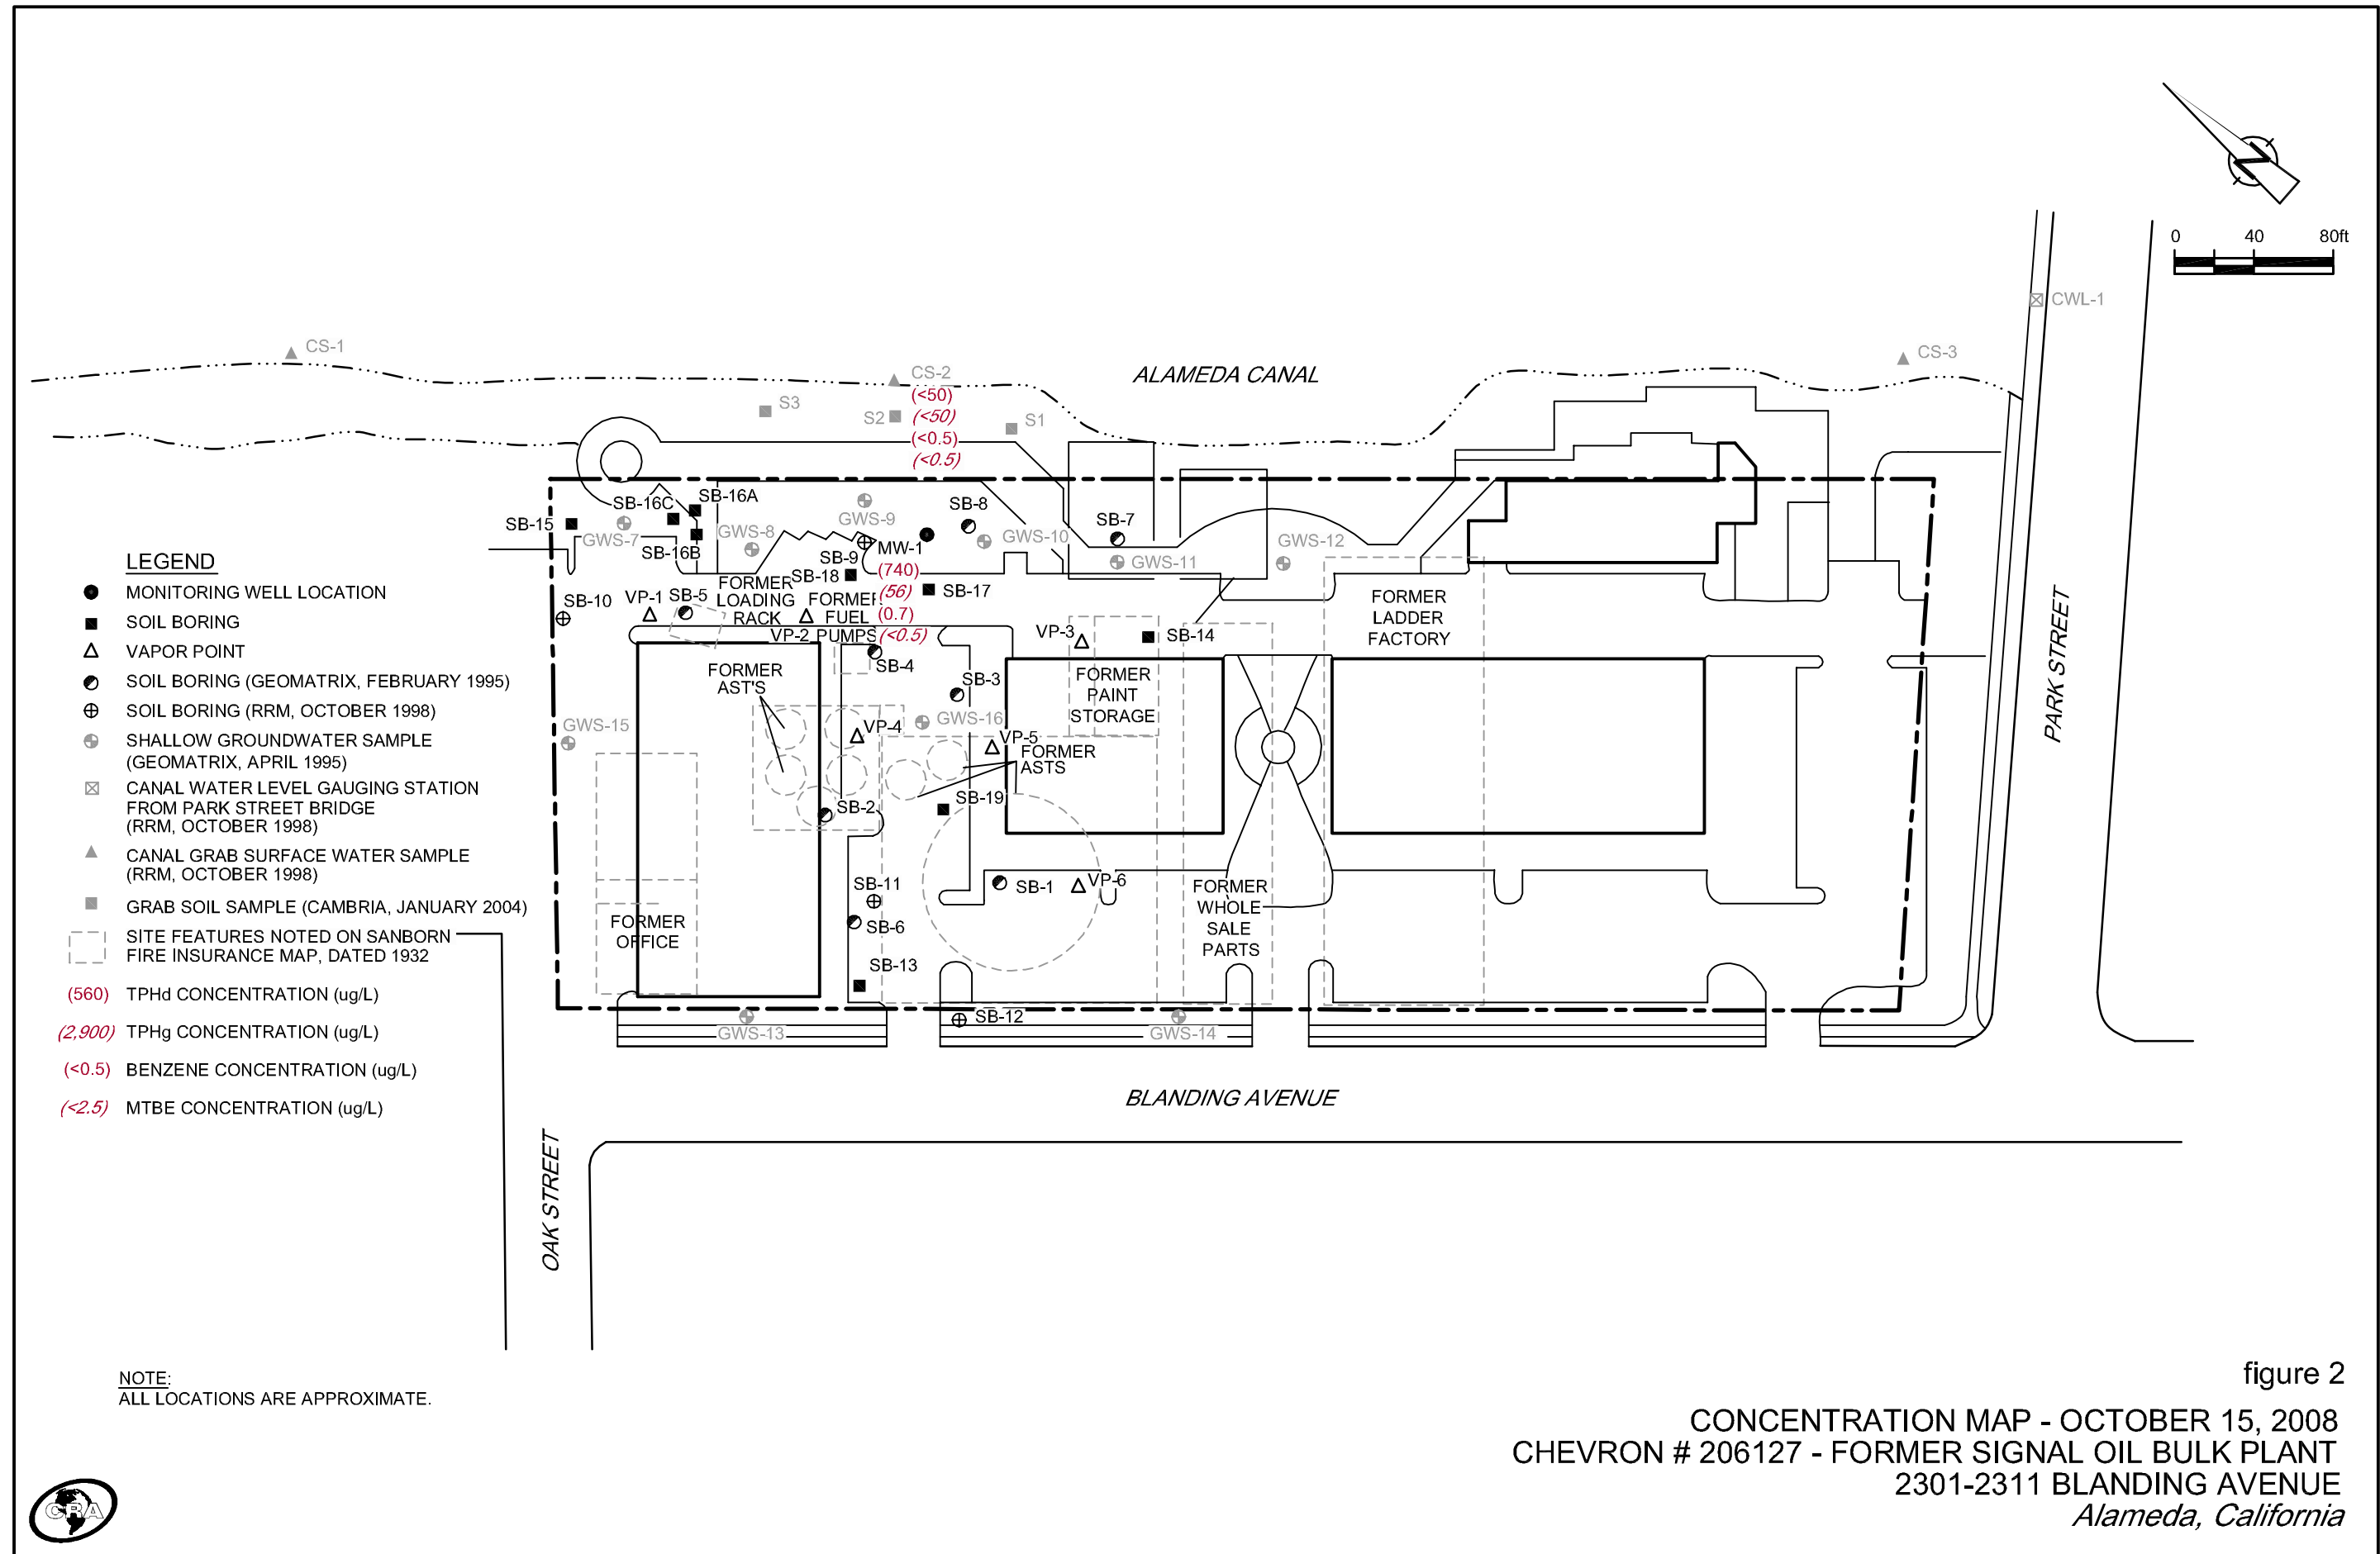 0 40 80ft
CWL-1
CS-1
CS-2
(<50)
(<50)
(<0.5)
(<0.5)
ALAMEDA CANAL
CS-3
S3
S2
S1
SB-16A
SB-16C
SB-15
GWS-7
SB-16B
GWS-8
GWS-9
SB-8
GWS-10
SB-7
GWS-11
GWS-12
SB-9
MW-1
(740)
(56)
(0.7)
(<0.5)
SB-18
SB-17
FORMER
LOADING
RACK
FORMER
FUEL
PUMPS
VP-2
SB-10
VP-1
SB-5
SB-4
VP-3
SB-14
FORMER
LADDER
FACTORY
FORMER
AST'S
SB-3
FORMER
PAINT
STORAGE
GWS-15
VP-4
GWS-16
VP-5
FORMER
ASTS
SB-2
SB-19
SB-11
SB-6
SB-1
VP-6
FORMER
OFFICE
FORMER
WHOLE
SALE
PARTS
SB-13
SB-12
GWS-13
GWS-14
PARK STREET
BLANDING AVENUE
OAK STREET
LEGEND
MONITORING WELL LOCATION
SOIL BORING
VAPOR POINT
SOIL BORING (GEOMATRIX, FEBRUARY 1995)
SOIL BORING (RRM, OCTOBER 1998)
SHALLOW GROUNDWATER SAMPLE
(GEOMATRIX, APRIL 1995)
CANAL WATER LEVEL GAUGING STATION
FROM PARK STREET BRIDGE
(RRM, OCTOBER 1998)
CANAL GRAB SURFACE WATER SAMPLE
(RRM, OCTOBER 1998)
GRAB SOIL SAMPLE (CAMBRIA, JANUARY 2004)
SITE FEATURES NOTED ON SANBORN
FIRE INSURANCE MAP, DATED 1932
(560) TPHd CONCENTRATION (ug/L)
(2,900) TPHg CONCENTRATION (ug/L)
(<0.5) BENZENE CONCENTRATION (ug/L)
(<2.5) MTBE CONCENTRATION (ug/L)
NOTE:
ALL LOCATIONS ARE APPROXIMATE.
CRA
figure 2
CONCENTRATION MAP - OCTOBER 15, 2008
CHEVRON # 206127 - FORMER SIGNAL OIL BULK PLANT
2301-2311 BLANDING AVENUE
Alameda, California